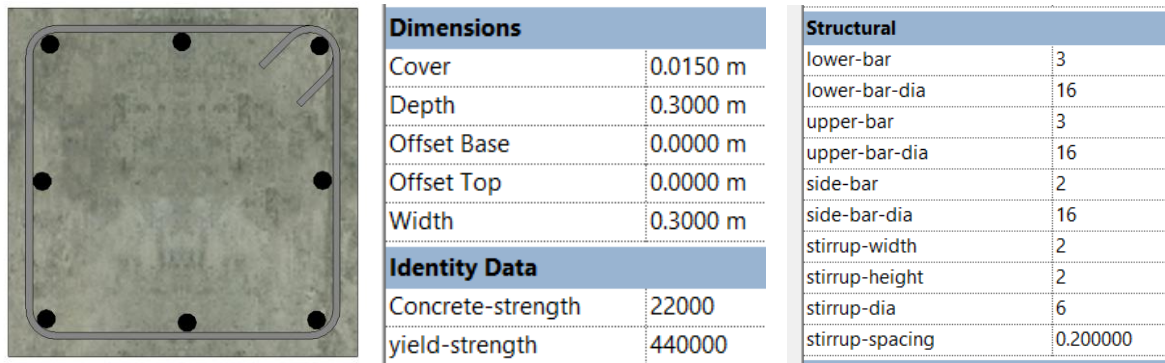 Dimensions
Cover 0.0150 m
Depth 0.3000 m
Offset Base 0.0000 m
Offset Top 0.0000 m
Width 0.3000 m
Identity Data
Concrete-strength 22000
yield-strength 440000
Structural
lower-bar 3
lower-bar-dia 16
upper-bar 3
upper-bar-dia 16
side-bar 2
side-bar-dia 16
stirrup-width 2
stirrup-height 2
stirrup-dia 6
stirrup-spacing 0.200000